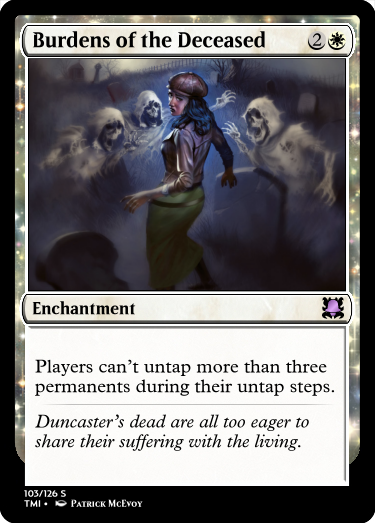 Burdens of the Deceased 2
Enchantment
Players can't untap more than three
permanents during their untap steps.
Duncaster's dead are all too eager to
share their suffering with the living.
103/126 S
TMI • Patrick McEvoy